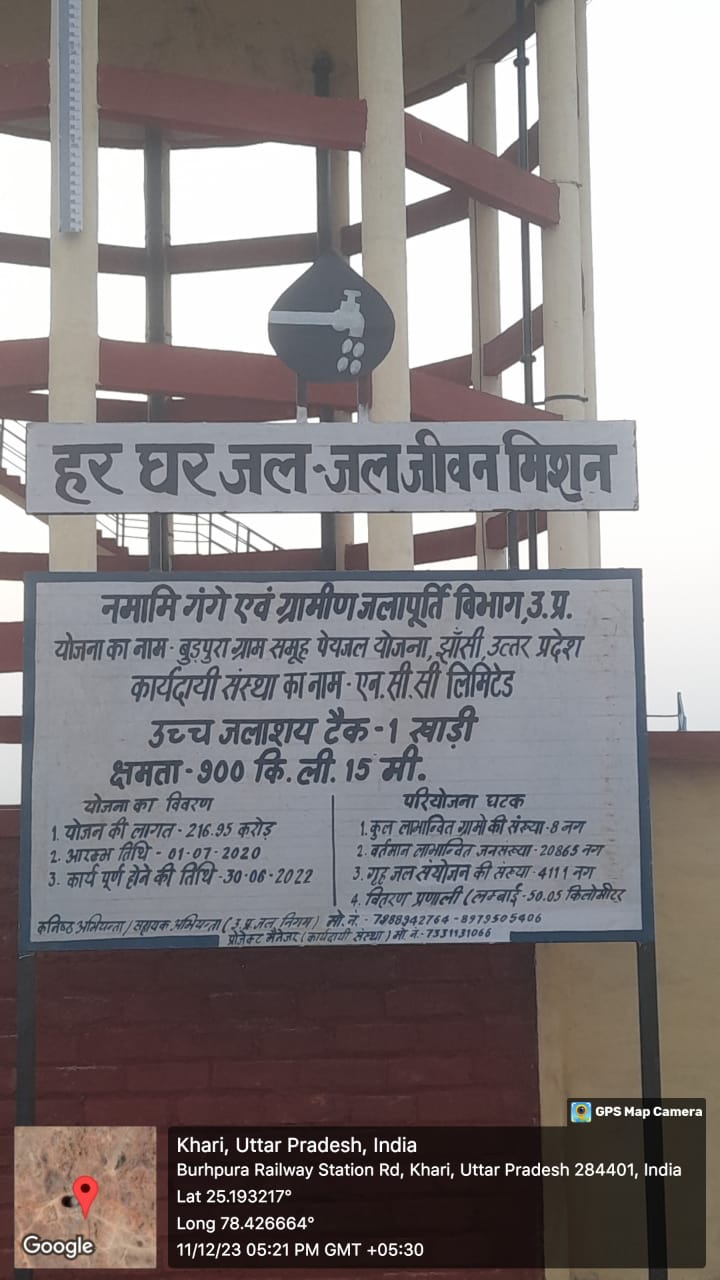 हर घर जल-जल जीवन मिशन
नमामि गंगे एवं ग्रामीण जलापूर्ति विभाग, उ.प्र.
योजना का नाम- बुडपुरा ग्राम समूह पेयजल योजना, झाँसी, उत्तर प्रदेश
कार्यदायी संस्था का नाम- एन.सी.सी लिमिटेड
उच्च जलाशय टैंक-1 खाड़ी
क्षमता-900 कि.ली. 15 मी.
योजना का विवरण
1. योजन की लागत- 216.95 करोड़
2. आरम्भ तिथि - 01-07-2020
3. कार्य पूर्ण होने की तिथि -30-06-2022
परियोजना घटक
1. कुल लाभान्वित ग्रामो की संख्या-8 नग
2. वर्तमान लाभान्वित जनसंख्या-20865 नग
3. गृह जल संयोजन की संख्या-4111 नग
4. वितरण प्रणाली (लम्बाई-50.05 किलोमीटर
कनिष्ठ अभियन्ता/सहायक अभियन्ता (उ.प्र.जल निगम) मो. नं.- 7988942764-8979505406
प्रोजेक्ट मैनेजर (कार्यदायी संस्था) मो नं.-7331131066
GPS Map Camera
Khari, Uttar Pradesh, India
Burhpura Railway Station Rd, Khari, Uttar Pradesh 284401, India
Lat 25.193217°
Long 78.426664°
11/12/23 05:21 PM GMT +05:30
Google